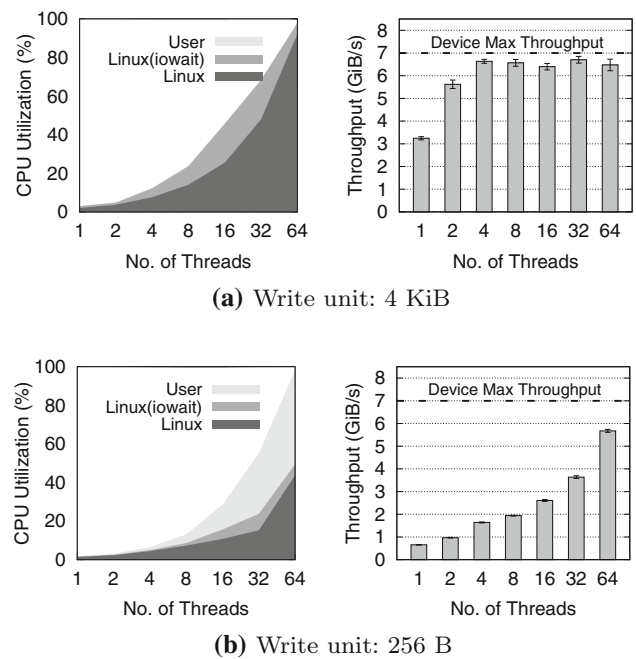 100
80
60
40
20
0
CPU Utilization (%)
User
Linux(iowait)
Linux
1 2 4 8 16 32 64
No. of Threads
8
7
6
5
4
3
2
1
0
Throughput (GiB/s)
Device Max Throughput
1 2 4 8 16 32 64
No. of Threads
(a) Write unit: 4 KiB
100
80
60
40
20
0
CPU Utilization (%)
User
Linux(iowait)
Linux
1 2 4 8 16 32 64
No. of Threads
8
7
6
5
4
3
2
1
0
Throughput (GiB/s)
Device Max Throughput
1 2 4 8 16 32 64
No. of Threads
(b) Write unit: 256 B